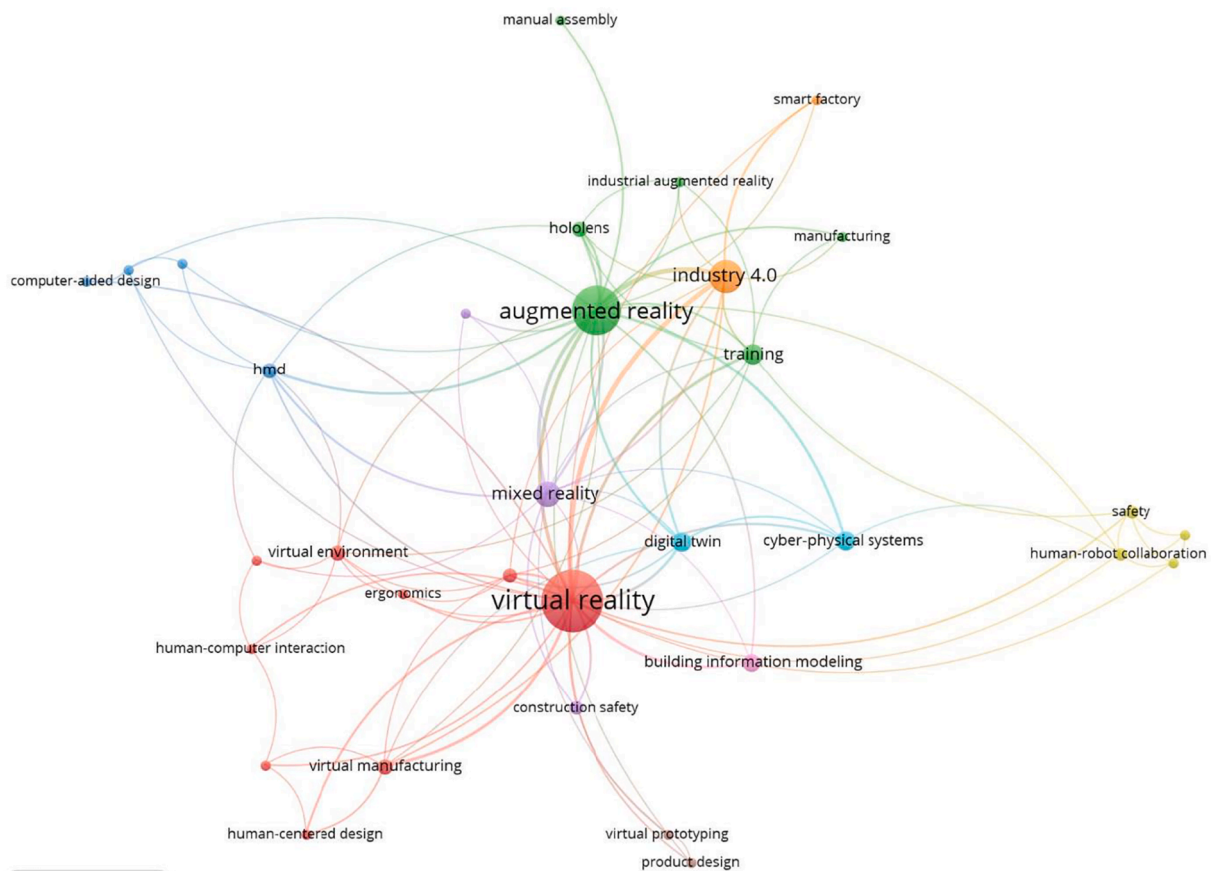 manual assembly
smart factory
industrial augmented reality
hololens
manufacturing
industry 4.0
computer-aided design
augmented reality
training
hmd
mixed reality
safety
digital twin
cyber-physical systems
human-robot collaboration
virtual environment
ergonomics
virtual reality
human-computer interaction
building information modeling
construction safety
virtual manufacturing
human-centered design
virtual prototyping
product design